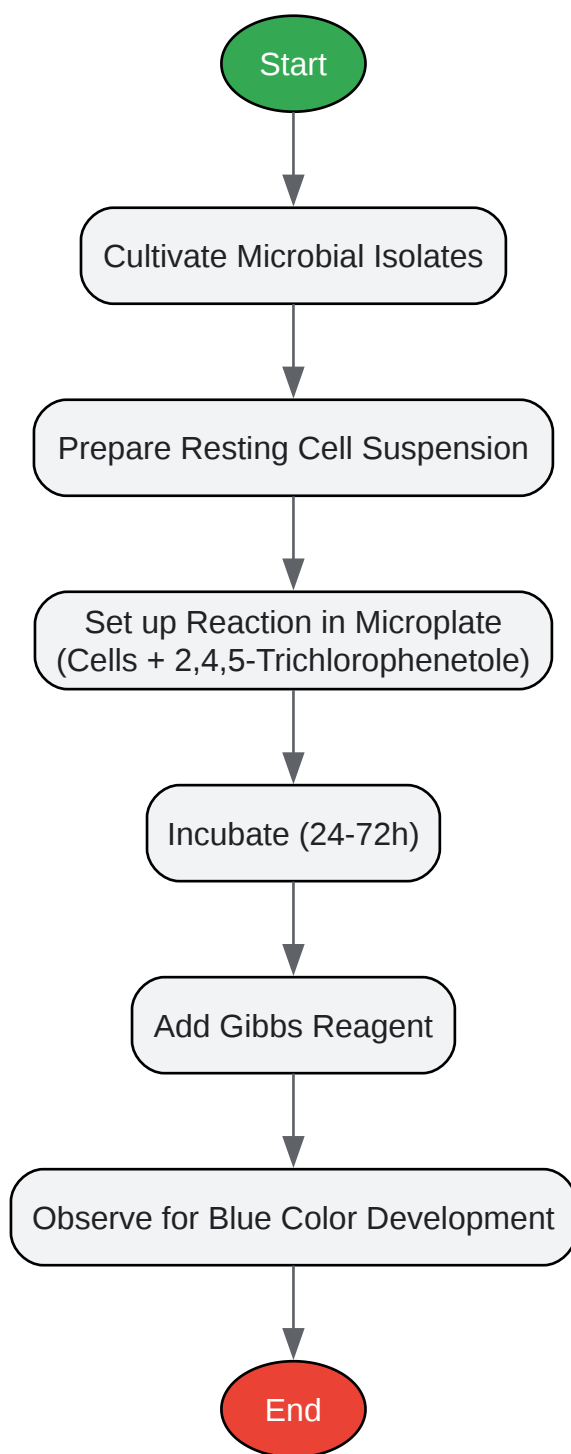 Start
Cultivate Microbial Isolates
Prepare Resting Cell Suspension
Set up Reaction in Microplate
(Cells + 2,4,5-Trichlorophenetole)
Incubate (24-72h)
Add Gibbs Reagent
Observe for Blue Color Development
End